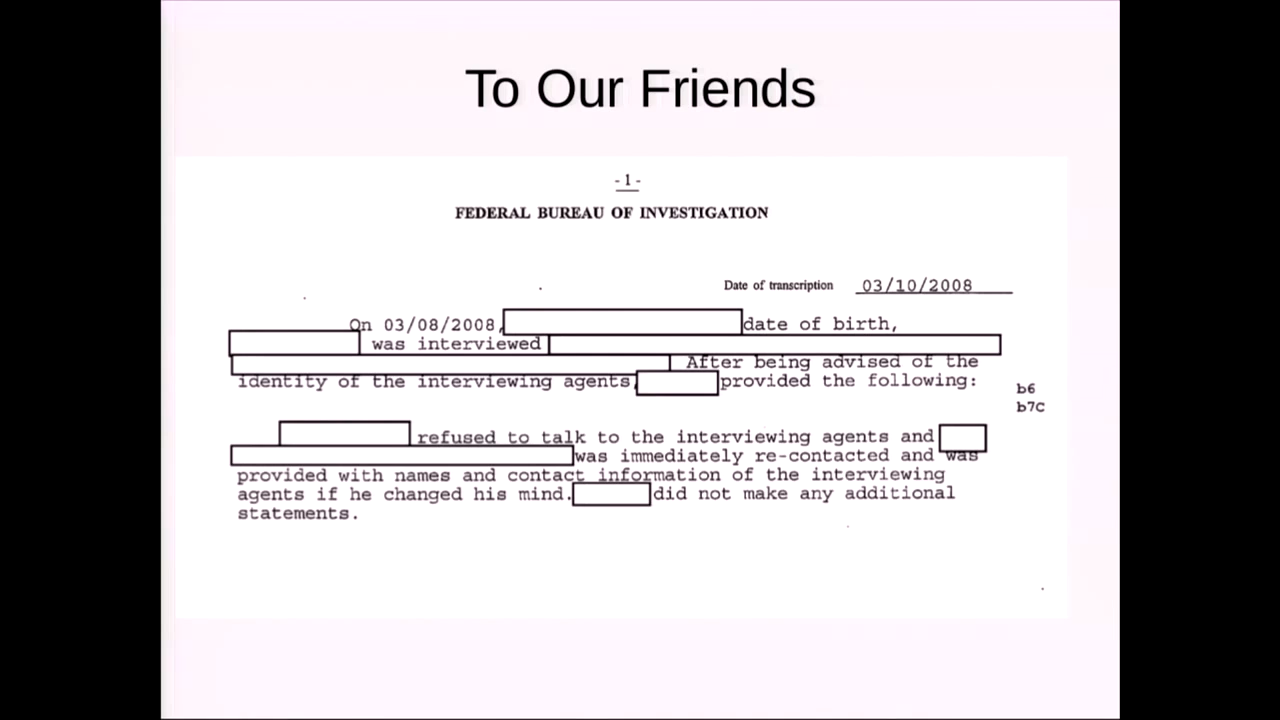 To Our Friends
- 1 -
FEDERAL BUREAU OF INVESTIGATION
Date of transcription 03/10/2008
On 03/08/2008, date of birth,
was interviewed
After being advised of the
identity of the interviewing agents, provided the following:
b6
b7C
refused to talk to the interviewing agents and
was immediately re-contacted and was
provided with names and contact information of the interviewing
agents if he changed his mind. did not make any additional
statements.